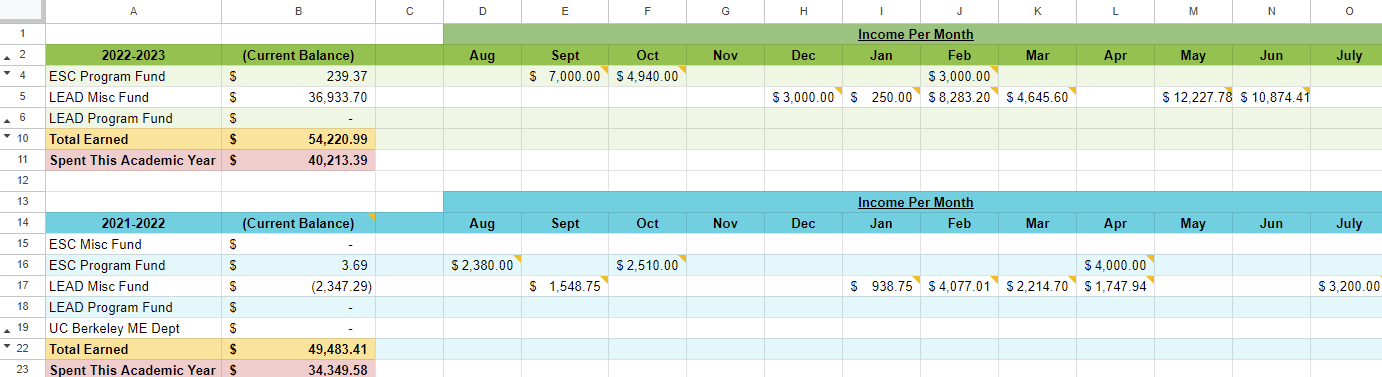 A B C D E F G H I J K L M N O
1 Income Per Month
2 2022-2023 (Current Balance) Aug Sept Oct Nov Dec Jan Feb Mar Apr May Jun July
4 ESC Program Fund $ 239.37 $ 7,000.00 $ 4,940.00 $ 3,000.00
5 LEAD Misc Fund $ 36,933.70 $ 3,000.00 $ 250.00 $ 8,283.20 $ 4,645.60 $ 12,227.78 $ 10,874.41
6 LEAD Program Fund $ -
10 Total Earned $ 54,220.99
11 Spent This Academic Year $ 40,213.39
12
13 Income Per Month
14 2021-2022 (Current Balance) Aug Sept Oct Nov Dec Jan Feb Mar Apr May Jun July
15 ESC Misc Fund $ -
16 ESC Program Fund $ 3.69 $ 2,380.00 $ 2,510.00 $ 4,000.00
17 LEAD Misc Fund $ (2,347.29) $ 1,548.75 $ 938.75 $ 4,077.01 $ 2,214.70 $ 1,747.94 $ 3,200.00
18 LEAD Program Fund $ -
19 UC Berkeley ME Dept $ -
22 Total Earned $ 49,483.41
23 Spent This Academic Year $ 34,349.58